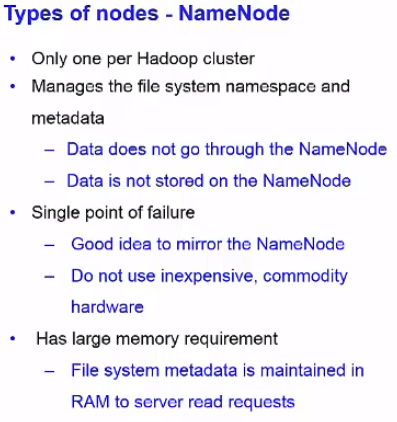 Types of nodes - NameNode
• Only one per Hadoop cluster
• Manages the file system namespace and
metadata
– Data does not go through the NameNode
– Data is not stored on the NameNode
• Single point of failure
– Good idea to mirror the NameNode
– Do not use inexpensive, commodity
hardware
• Has large memory requirement
– File system metadata is maintained in
RAM to server read requests